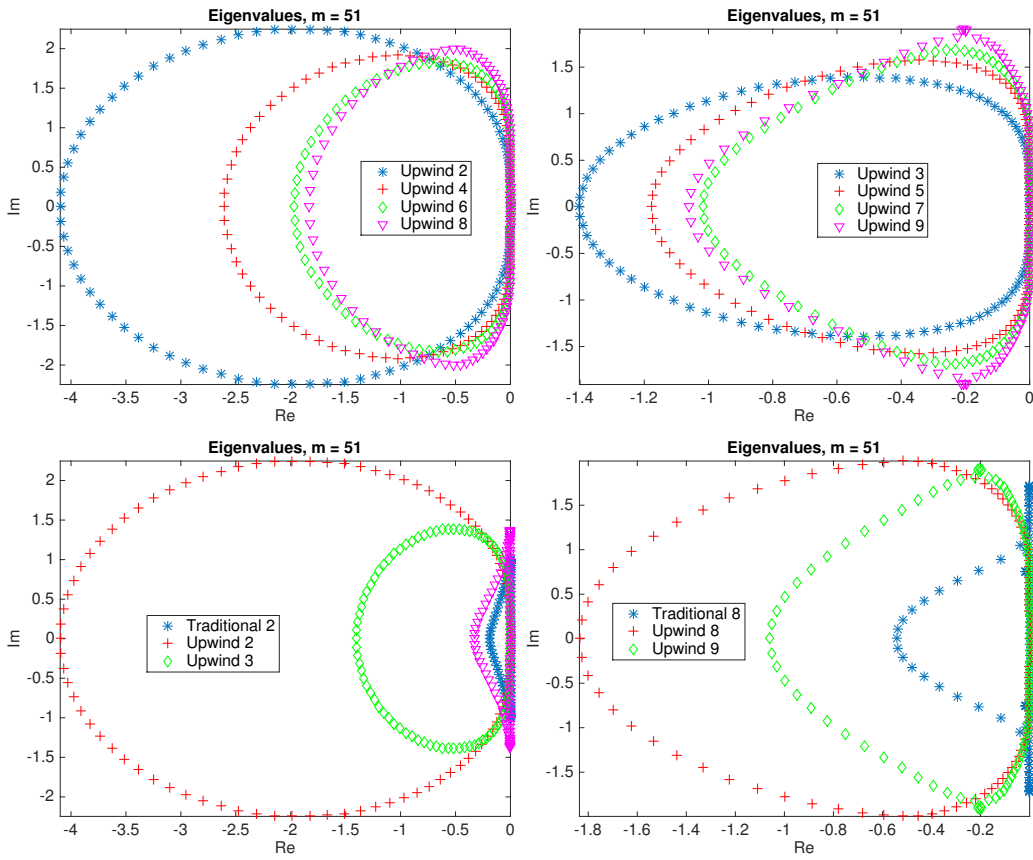 Eigenvalues, m = 51
2
1.5
1
0.5
0
-0.5
-1
-1.5
-2
Im
Upwind 2
Upwind 4
Upwind 6
Upwind 8
-4 -3.5 -3 -2.5 -2 -1.5 -1 -0.5 0
Re
Eigenvalues, m = 51
1.5
1
0.5
0
-0.5
-1
-1.5
Im
Upwind 3
Upwind 5
Upwind 7
Upwind 9
-1.4 -1.2 -1 -0.8 -0.6 -0.4 -0.2 0
Re
Eigenvalues, m = 51
2
1.5
1
0.5
0
-0.5
-1
-1.5
-2
Im
Traditional 2
Upwind 2
Upwind 3
-4 -3.5 -3 -2.5 -2 -1.5 -1 -0.5 0
Re
Eigenvalues, m = 51
1.5
1
0.5
0
-0.5
-1
-1.5
Im
Traditional 8
Upwind 8
Upwind 9
-1.8 -1.6 -1.4 -1.2 -1 -0.8 -0.6 -0.4 -0.2
Re